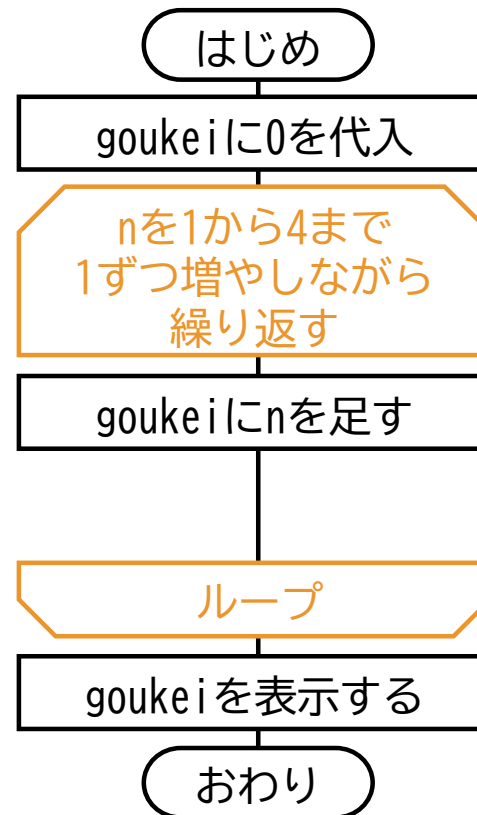 はじめ
goukeiに0を代入
nを1から4まで
1ずつ増やしながら
繰り返す
goukeiにnを足す
ループ
goukeiを表示する
おわり